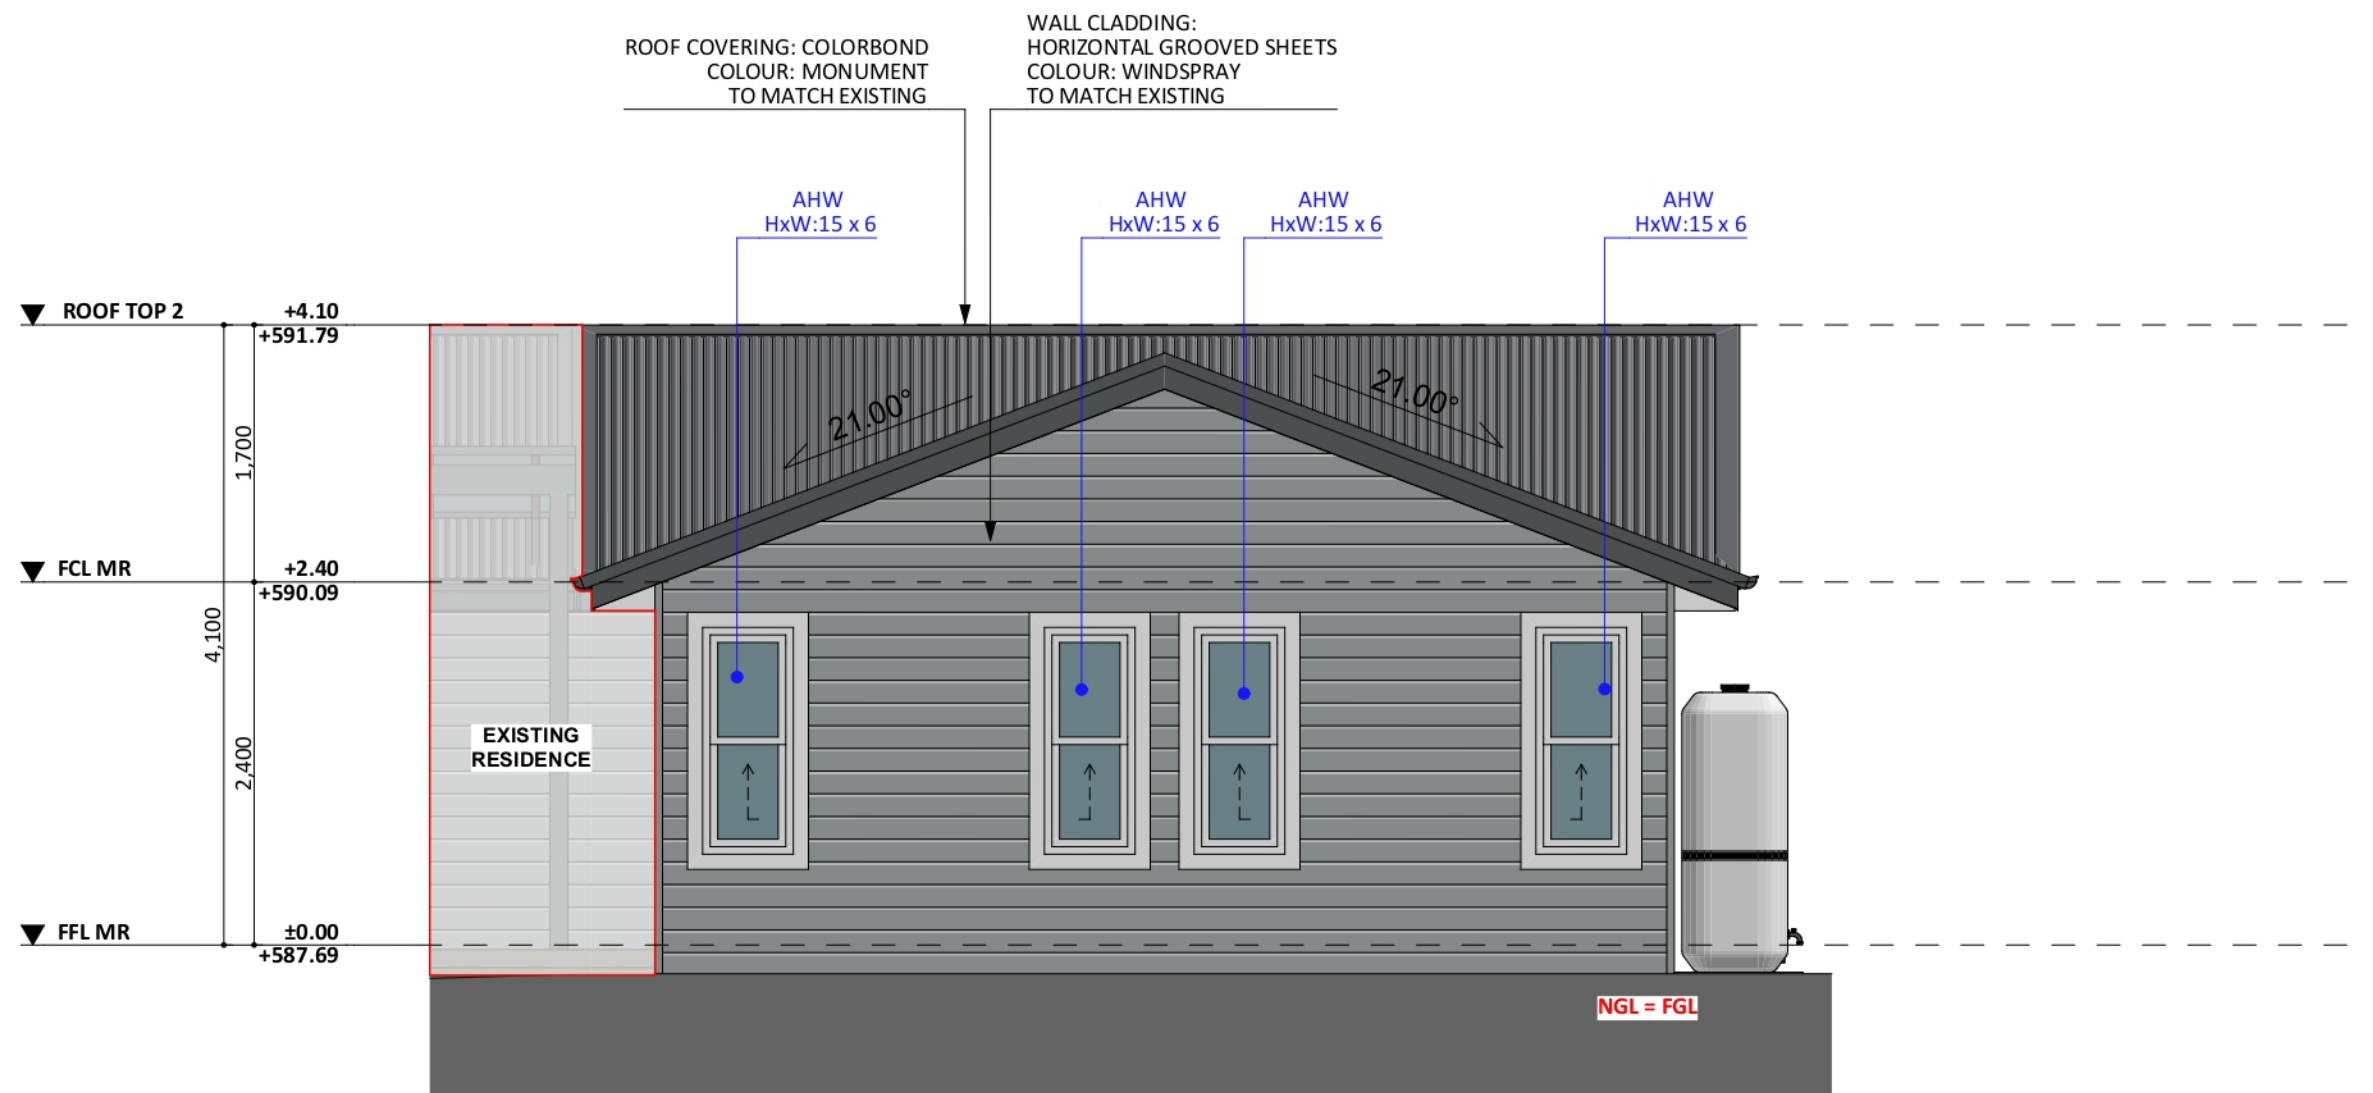 WALL CLADDING:
HORIZONTAL GROOVED SHEETS
COLOUR: WINDSPRAY
TO MATCH EXISTING
ROOF COVERING: COLORBOND
COLOUR: MONUMENT
TO MATCH EXISTING
AHW
HxW:15 x 6
AHW
HxW:15 x 6
AHW
HxW:15 x 6
AHW
HxW:15 x 6
ROOF TOP 2
+4.10
+591.79
21.00°
21.00°
1,700
FCL MR
+2.40
+590.09
4,100
2,400
EXISTING
RESIDENCE
FFL MR
±0.00
+587.69
NGL = FGL